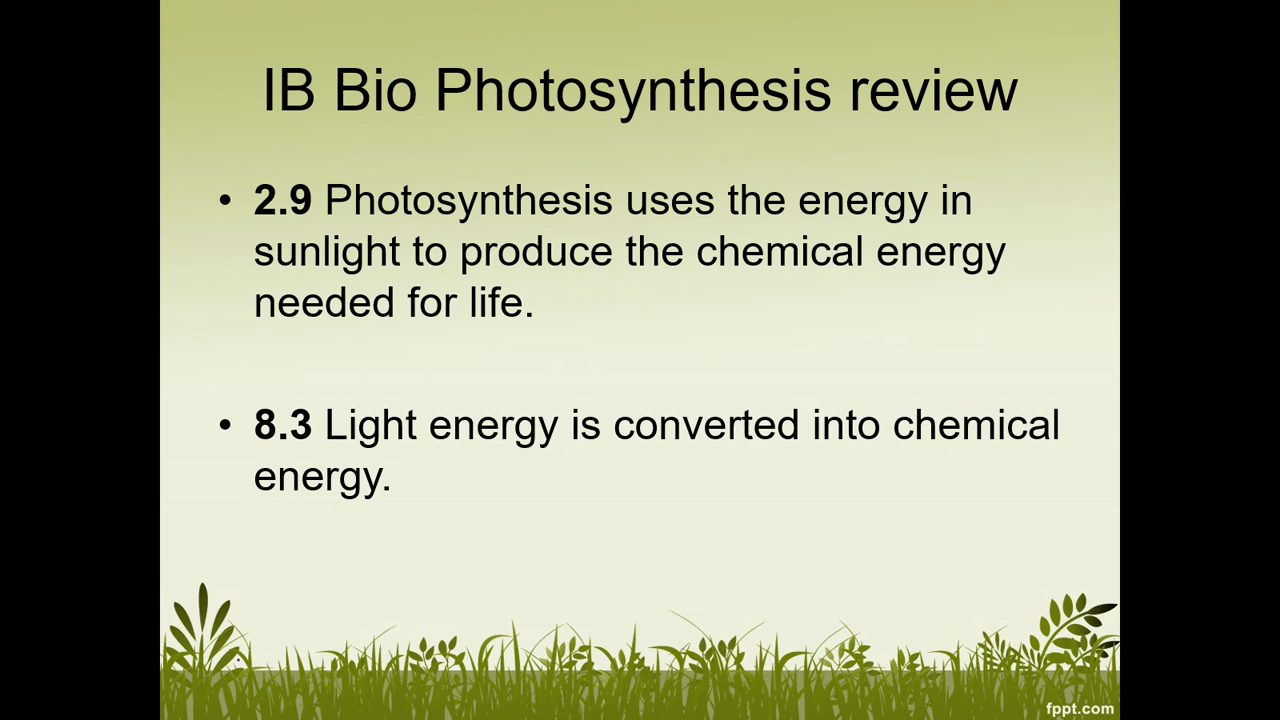 IB Bio Photosynthesis review
• 2.9 Photosynthesis uses the energy in
sunlight to produce the chemical energy
needed for life.
• 8.3 Light energy is converted into chemical
energy.
fppt.com